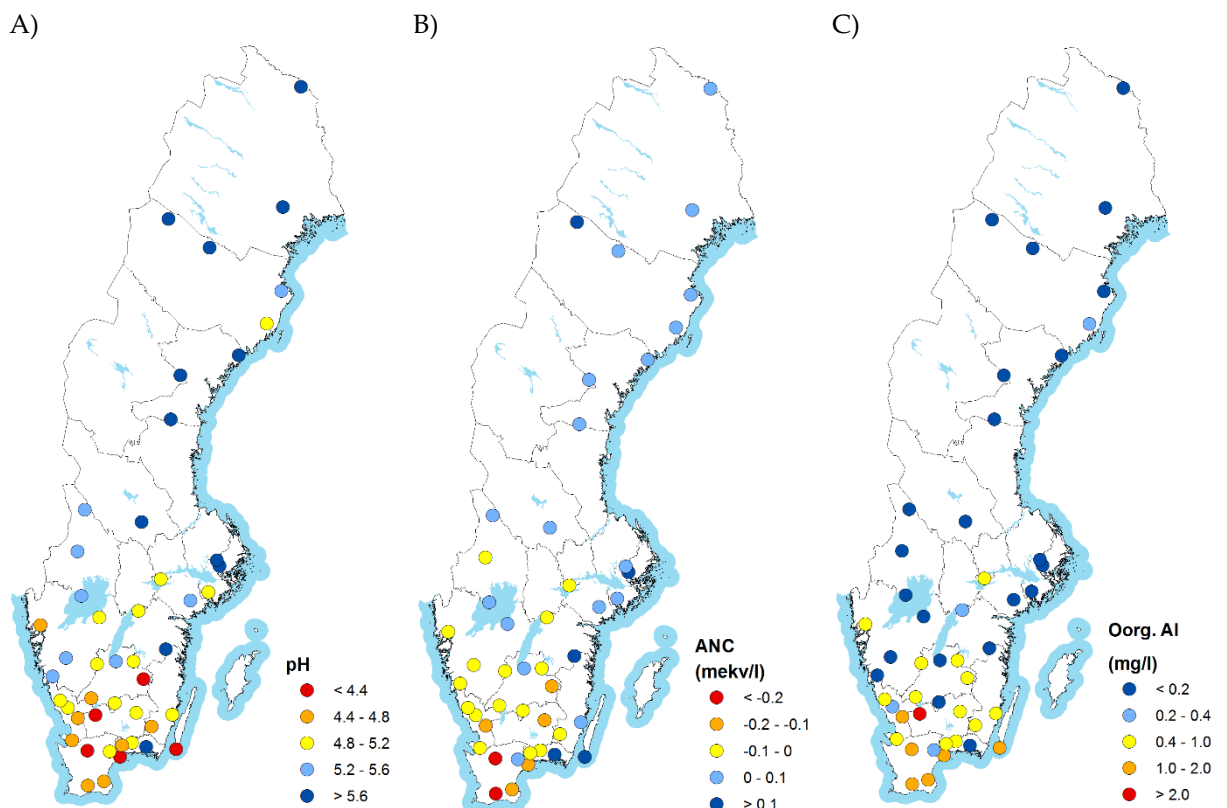 A)
B)
C)
pH
< 4.4
4.4 - 4.8
4.8 - 5.2
5.2 - 5.6
> 5.6
ANC
(mekv/l)
< -0.2
-0.2 - -0.1
-0.1 - 0
0 - 0.1
> 0.1
Oorg. Al
(mg/l)
< 0.2
0.2 - 0.4
0.4 - 1.0
1.0 - 2.0
> 2.0